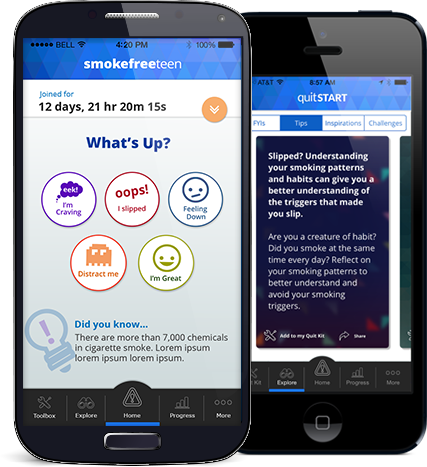 BELL 4:20 PM 100%
smokefreeteen
Joined for
12 days, 21 hr 20m 15s
What's Up?
eek!
I'm
Craving
oops!
I slipped
Feeling
Down
Distract me
I'm Great
Did you know...
There are more than 7,000 chemicals
in cigarette smoke. Lorem ipsum
lorem ipsum lorem ipsum.
Toolbox Explore Home Progress More
AT&T 8:57 AM
quitSTART
FYIs Tips Inspirations Challenges
Slipped? Understanding
your smoking patterns
and habits can give you a
better understanding of
the triggers that made
you slip.
Are you a creature of habit?
Did you smoke at the same
time every day? Reflect on
your smoking patterns to
better understand and
avoid your smoking
triggers.
Add to my Quit Kit Share
Kit Explore Home Progress More